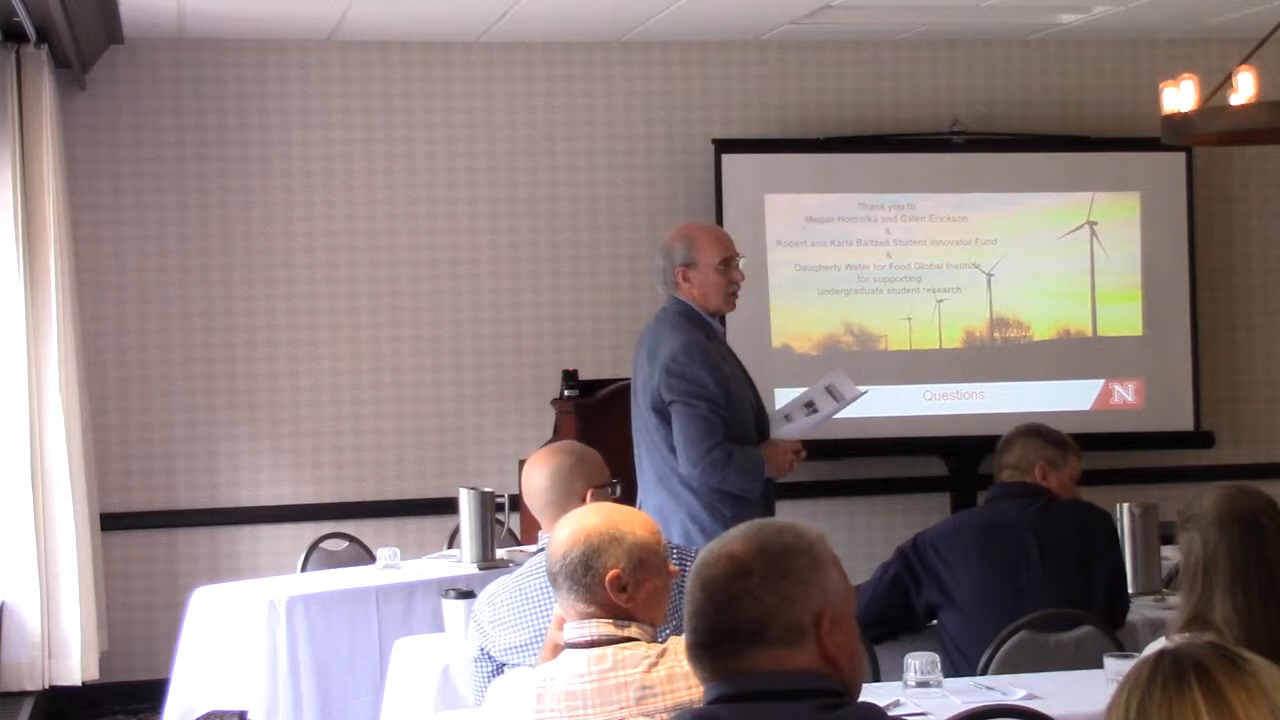 Thank you to
Megan Homolka and Galen Erickson
&
Robert and Karla Baltzell Student Innovator Fund
&
Daugherty Water for Food Global Institute
for supporting
undergraduate student research
Questions
N